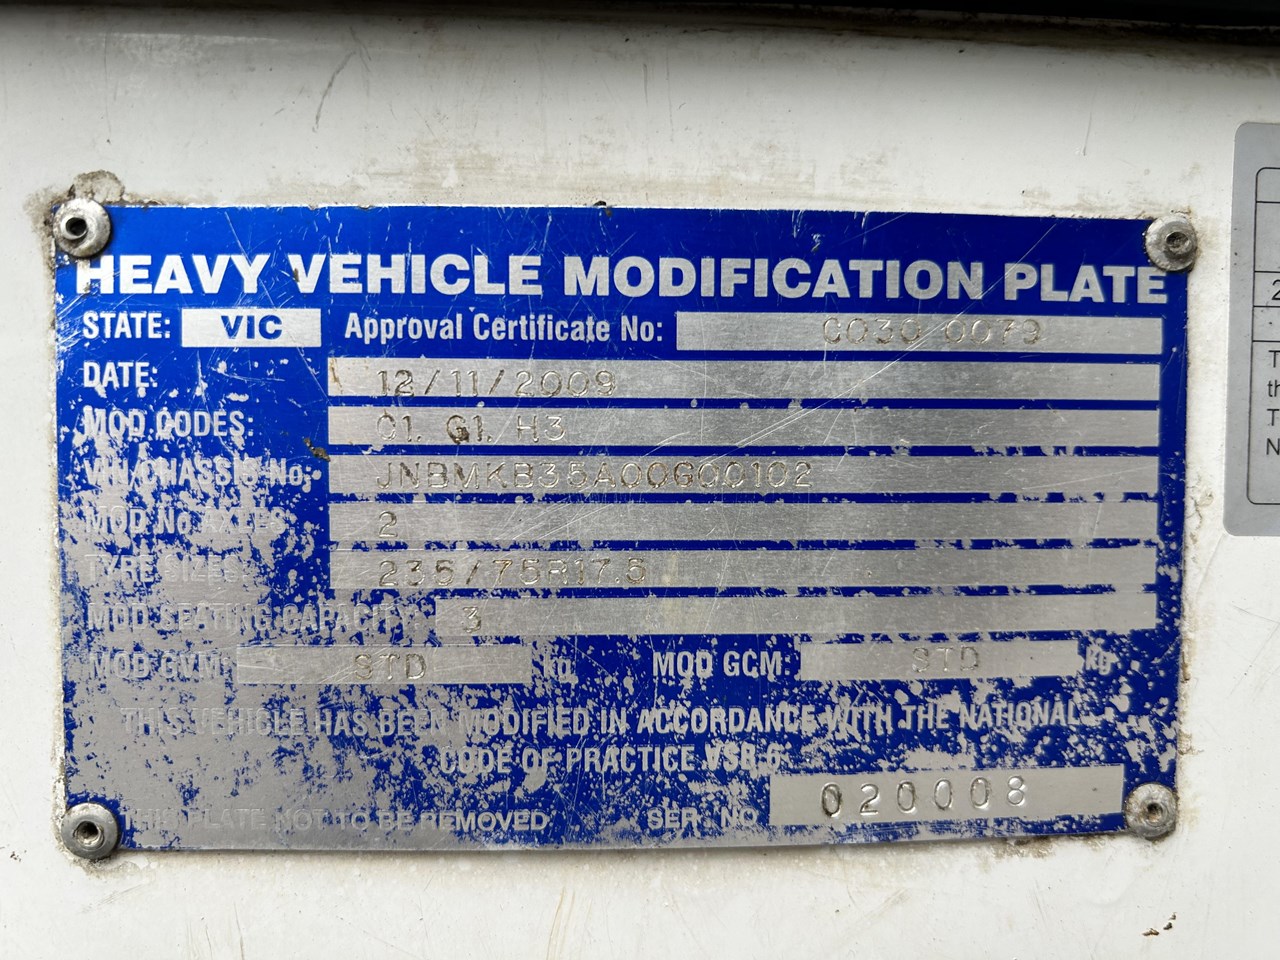 HEAVY VEHICLE MODIFICATION PLATE
STATE: VIC Approval Certificate No: CO30 0079
DATE: 12/11/2009
MOD CODES: C1. G1. H3
VIN/CHASSIS No: JNBMKB35A00G00102
MOD No. AXLES: 2
TYRE SIZES: 235/75R17.5
MOD SEATING CAPACITY: 3
MOD GVM: STD kg MOD GCM: STD kg
THIS VEHICLE HAS BEEN MODIFIED IN ACCORDANCE WITH THE NATIONAL
CODE OF PRACTICE VSB 6
THIS PLATE NOT TO BE REMOVED SER. NO 020008
2
T
th
T
N